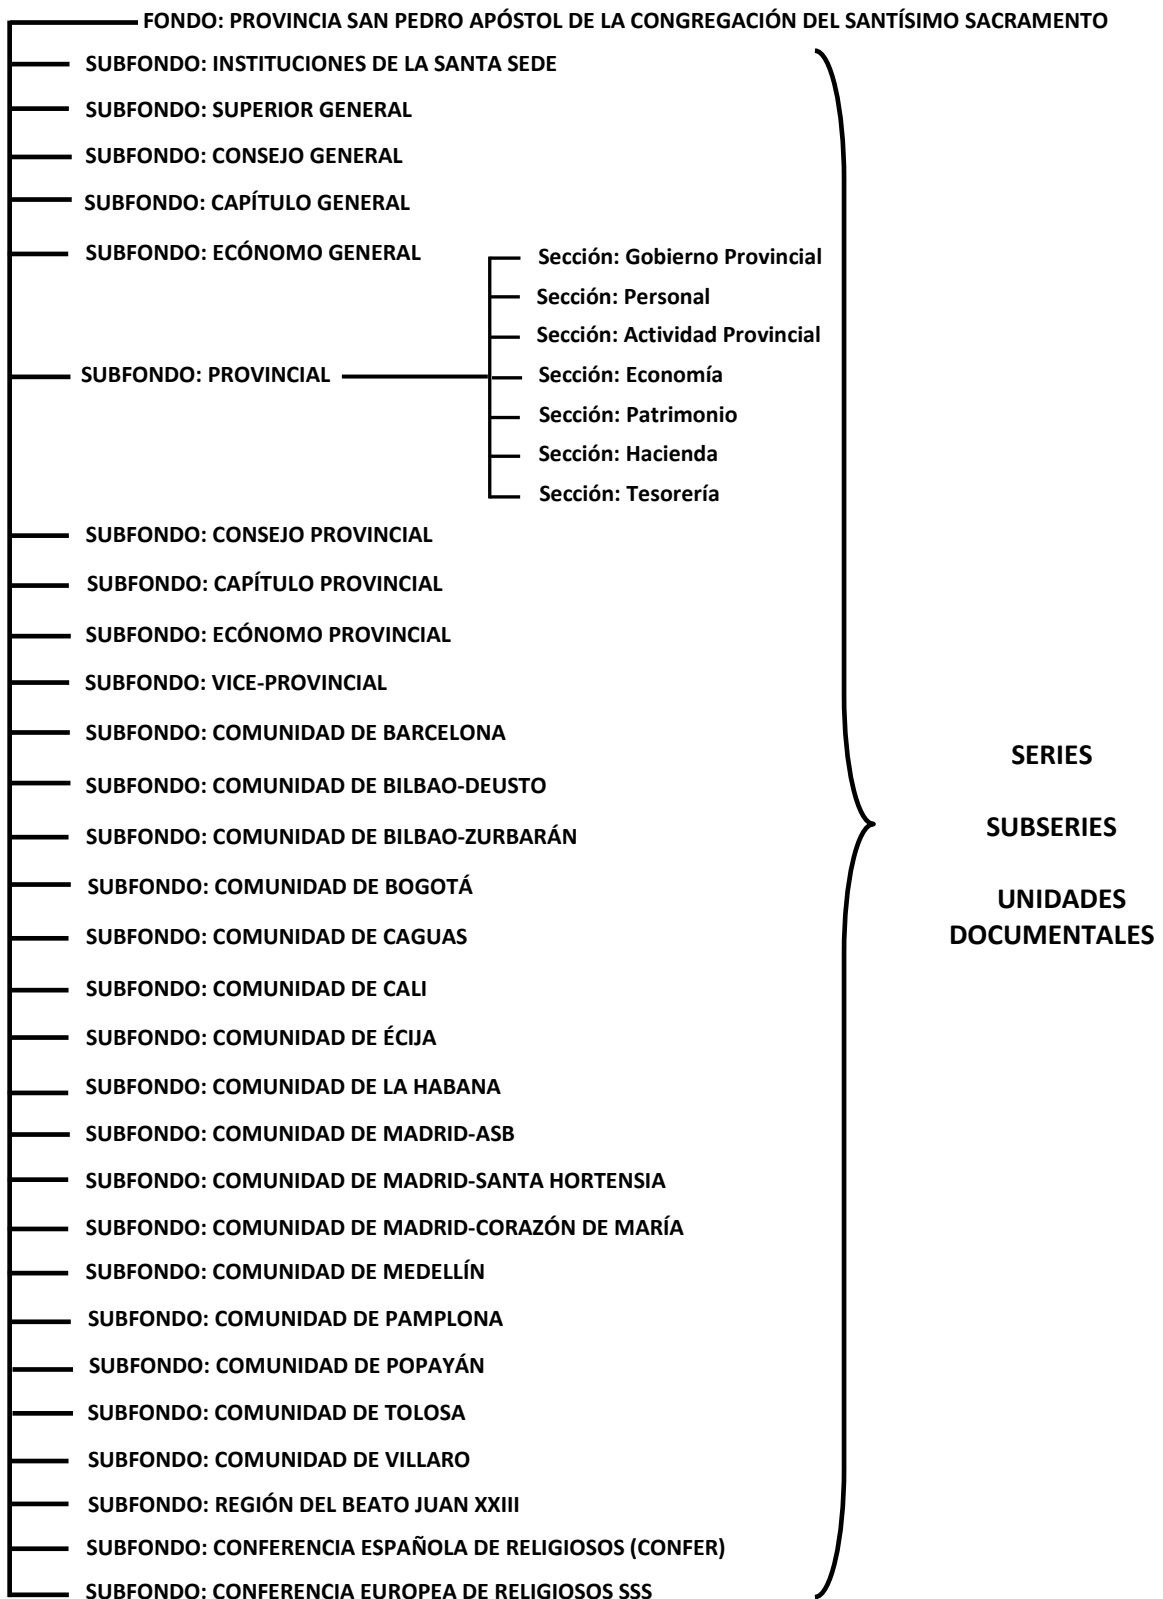 FONDO: PROVINCIA SAN PEDRO APÓSTOL DE LA CONGREGACIÓN DEL SANTÍSIMO SACRAMENTO
SUBFONDO: INSTITUCIONES DE LA SANTA SEDE
SUBFONDO: SUPERIOR GENERAL
SUBFONDO: CONSEJO GENERAL
SUBFONDO: CAPÍTULO GENERAL
SUBFONDO: ECÓNOMO GENERAL
SUBFONDO: PROVINCIAL
Sección: Gobierno Provincial
Sección: Personal
Sección: Actividad Provincial
Sección: Economía
Sección: Patrimonio
Sección: Hacienda
Sección: Tesorería
SUBFONDO: CONSEJO PROVINCIAL
SUBFONDO: CAPÍTULO PROVINCIAL
SUBFONDO: ECÓNOMO PROVINCIAL
SUBFONDO: VICE-PROVINCIAL
SUBFONDO: COMUNIDAD DE BARCELONA
SUBFONDO: COMUNIDAD DE BILBAO-DEUSTO
SUBFONDO: COMUNIDAD DE BILBAO-ZURBARÁN
SUBFONDO: COMUNIDAD DE BOGOTÁ
SUBFONDO: COMUNIDAD DE CAGUAS
SUBFONDO: COMUNIDAD DE CALI
SUBFONDO: COMUNIDAD DE ÉCIJA
SUBFONDO: COMUNIDAD DE LA HABANA
SUBFONDO: COMUNIDAD DE MADRID-ASB
SUBFONDO: COMUNIDAD DE MADRID-SANTA HORTENSIA
SUBFONDO: COMUNIDAD DE MADRID-CORAZÓN DE MARÍA
SUBFONDO: COMUNIDAD DE MEDELLÍN
SUBFONDO: COMUNIDAD DE PAMPLONA
SUBFONDO: COMUNIDAD DE POPAYÁN
SUBFONDO: COMUNIDAD DE TOLOSA
SUBFONDO: COMUNIDAD DE VILLARO
SUBFONDO: REGIÓN DEL BEATO JUAN XXIII
SUBFONDO: CONFERENCIA ESPAÑOLA DE RELIGIOSOS (CONFER)
SUBFONDO: CONFERENCIA EUROPEA DE RELIGIOSOS SSS
SERIES
SUBSERIES
UNIDADES
DOCUMENTALES